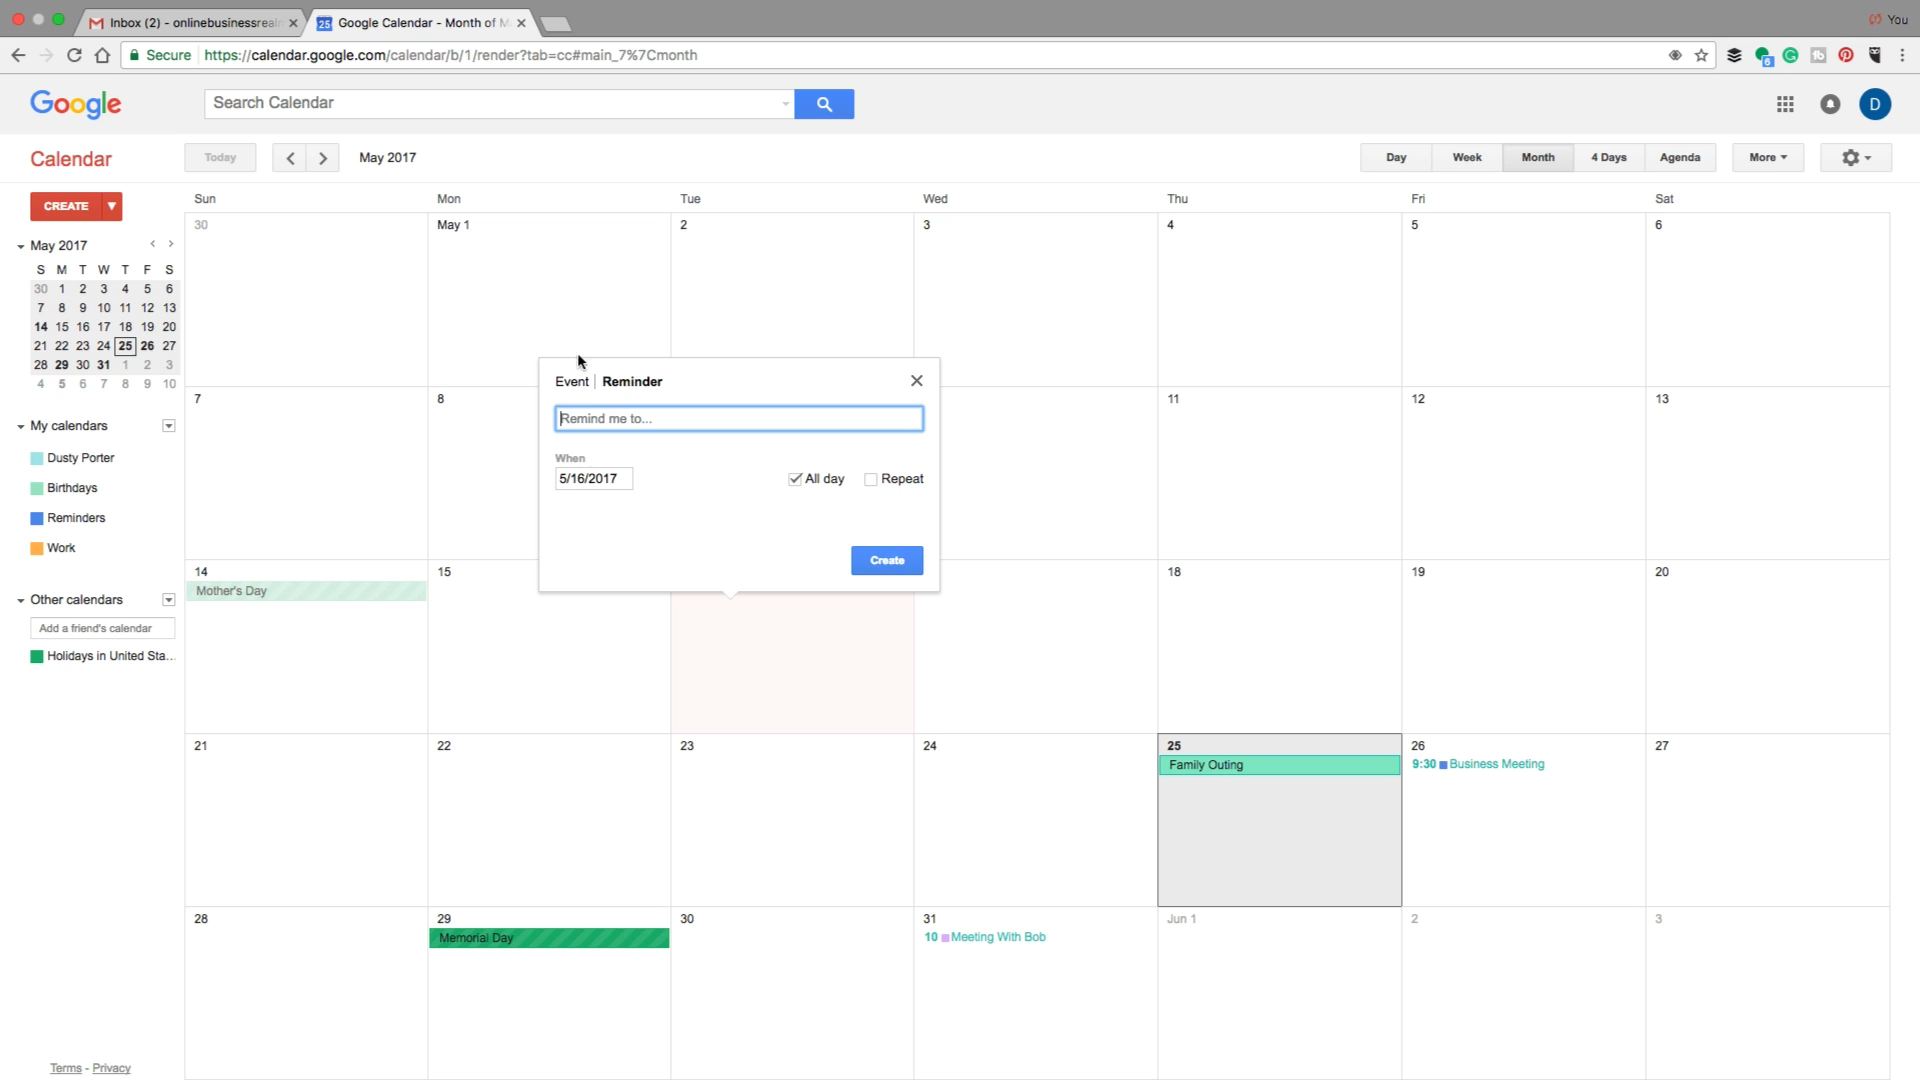 Inbox (2) - onlinebusinessreal
Google Calendar - Month of M
You
Secure https://calendar.google.com/calendar/b/1/render?tab=cc#main_7%7Cmonth
6
Google
Search Calendar
D
Calendar
Today
May 2017
Day
Week
Month
4 Days
Agenda
More
CREATE
Sun Mon Tue Wed Thu Fri Sat
May 2017
S M T W T F S
30 1 2 3 4 5 6
7 8 9 10 11 12 13
14 15 16 17 18 19 20
21 22 23 24 25 26 27
28 29 30 31 1 2 3
4 5 6 7 8 9 10
My calendars
Dusty Porter
Birthdays
Reminders
Work
Other calendars
Add a friend's calendar
Holidays in United Sta...
Terms - Privacy
30 May 1 2 3 4 5 6
7 8 11 12 13
Event | Reminder
Remind me to...
When
5/16/2017 All day Repeat
Create
14 15 18 19 20
Mother's Day
21 22 23 24 25 26 27
Family Outing
9:30 Business Meeting
28 29 30 31 Jun 1 2 3
Memorial Day
10 Meeting With Bob